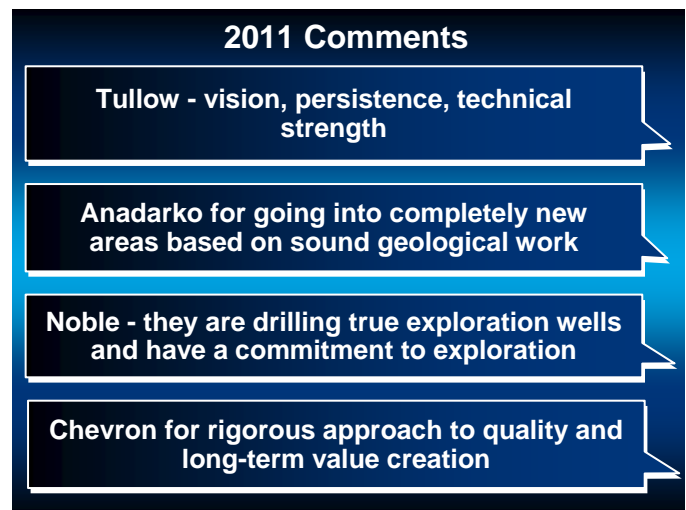 2011 Comments
Tullow - vision, persistence, technical
strength
Anadarko for going into completely new
areas based on sound geological work
Noble - they are drilling true exploration wells
and have a commitment to exploration
Chevron for rigorous approach to quality and
long-term value creation